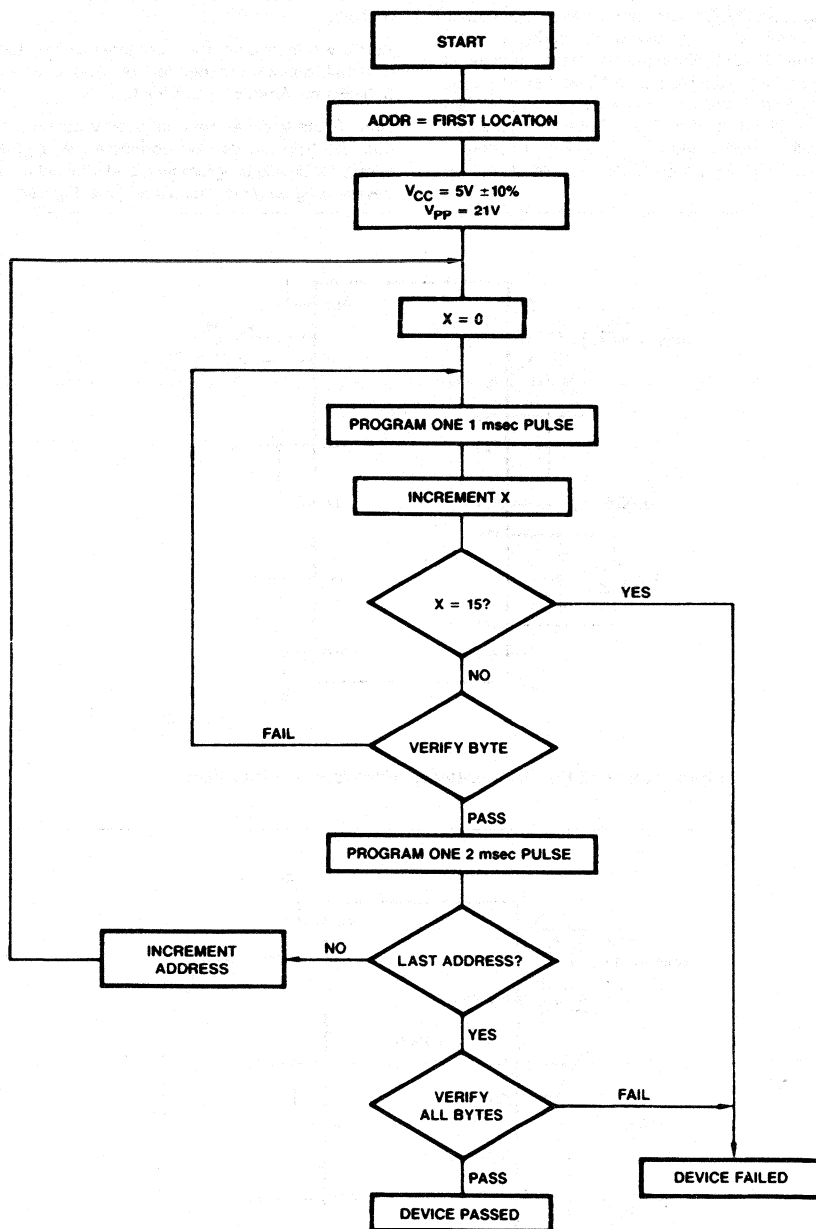 START
ADDR = FIRST LOCATION
VCC = 5V ±10%
VPP = 21V
X = 0
PROGRAM ONE 1 msec PULSE
INCREMENT X
X = 15?
YES
NO
FAIL
VERIFY BYTE
PASS
PROGRAM ONE 2 msec PULSE
INCREMENT
ADDRESS
NO
LAST ADDRESS?
YES
VERIFY
ALL BYTES
FAIL
PASS
DEVICE FAILED
DEVICE PASSED